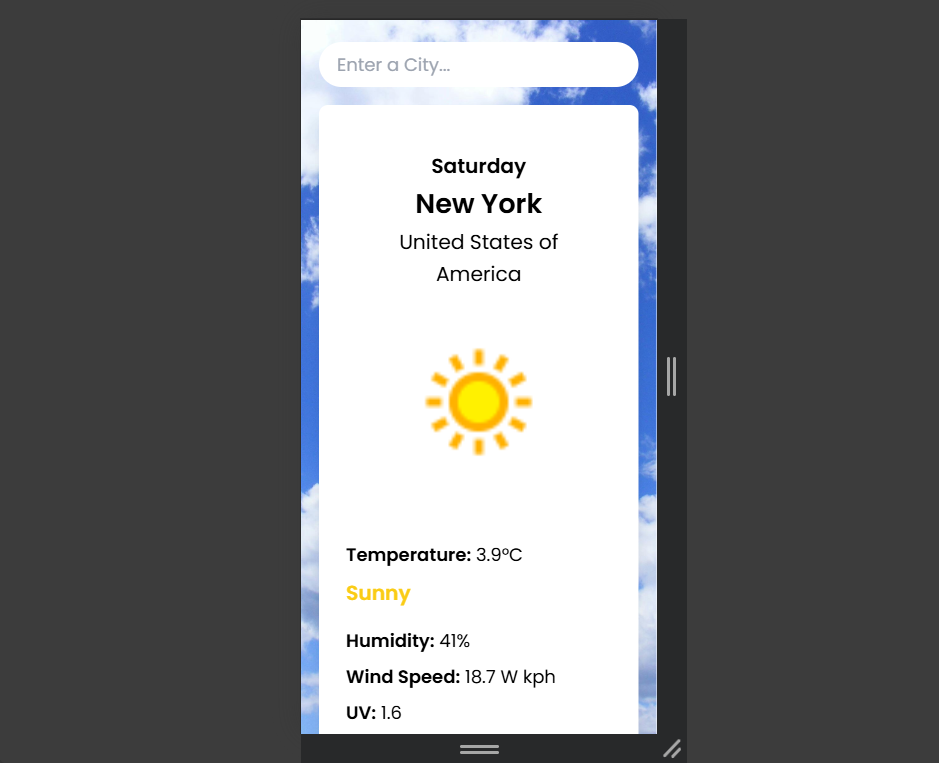 Enter a City...
Saturday
New York
United States of
America
Temperature: 3.9°C
Sunny
Humidity: 41%
Wind Speed: 18.7 W kph
UV: 1.6